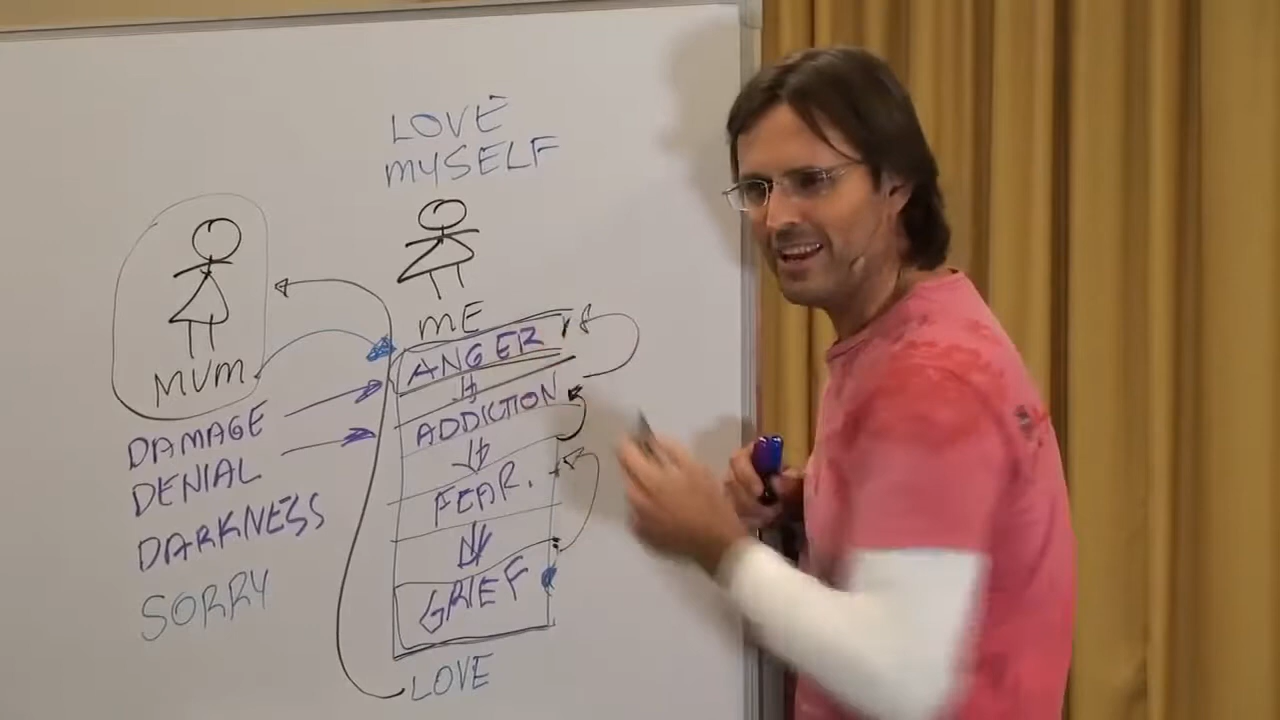 LOVE
MYSELF
ME
MUM
ANGER
ADDICTION
FEAR.
GRIEF
LOVE
DAMAGE
DENIAL
DARKNESS
SORRY